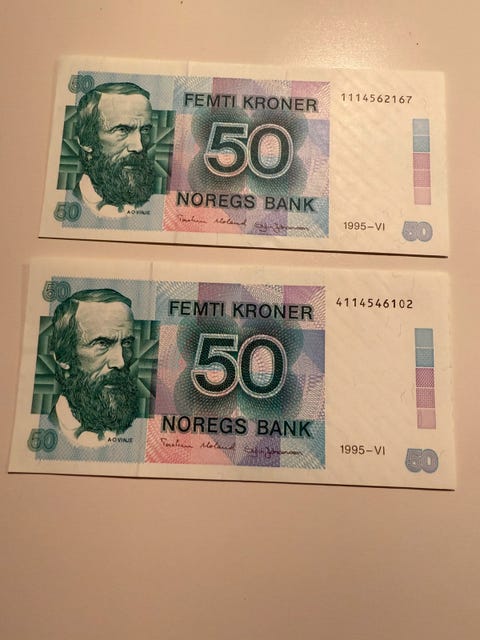 50
FEMTI KRONER
1114562167
50
NOREGS BANK
50
A O VINJE
1995-VI
50
50
FEMTI KRONER
4114546102
50
NOREGS BANK
50
A O VINJE
1995-VI
50